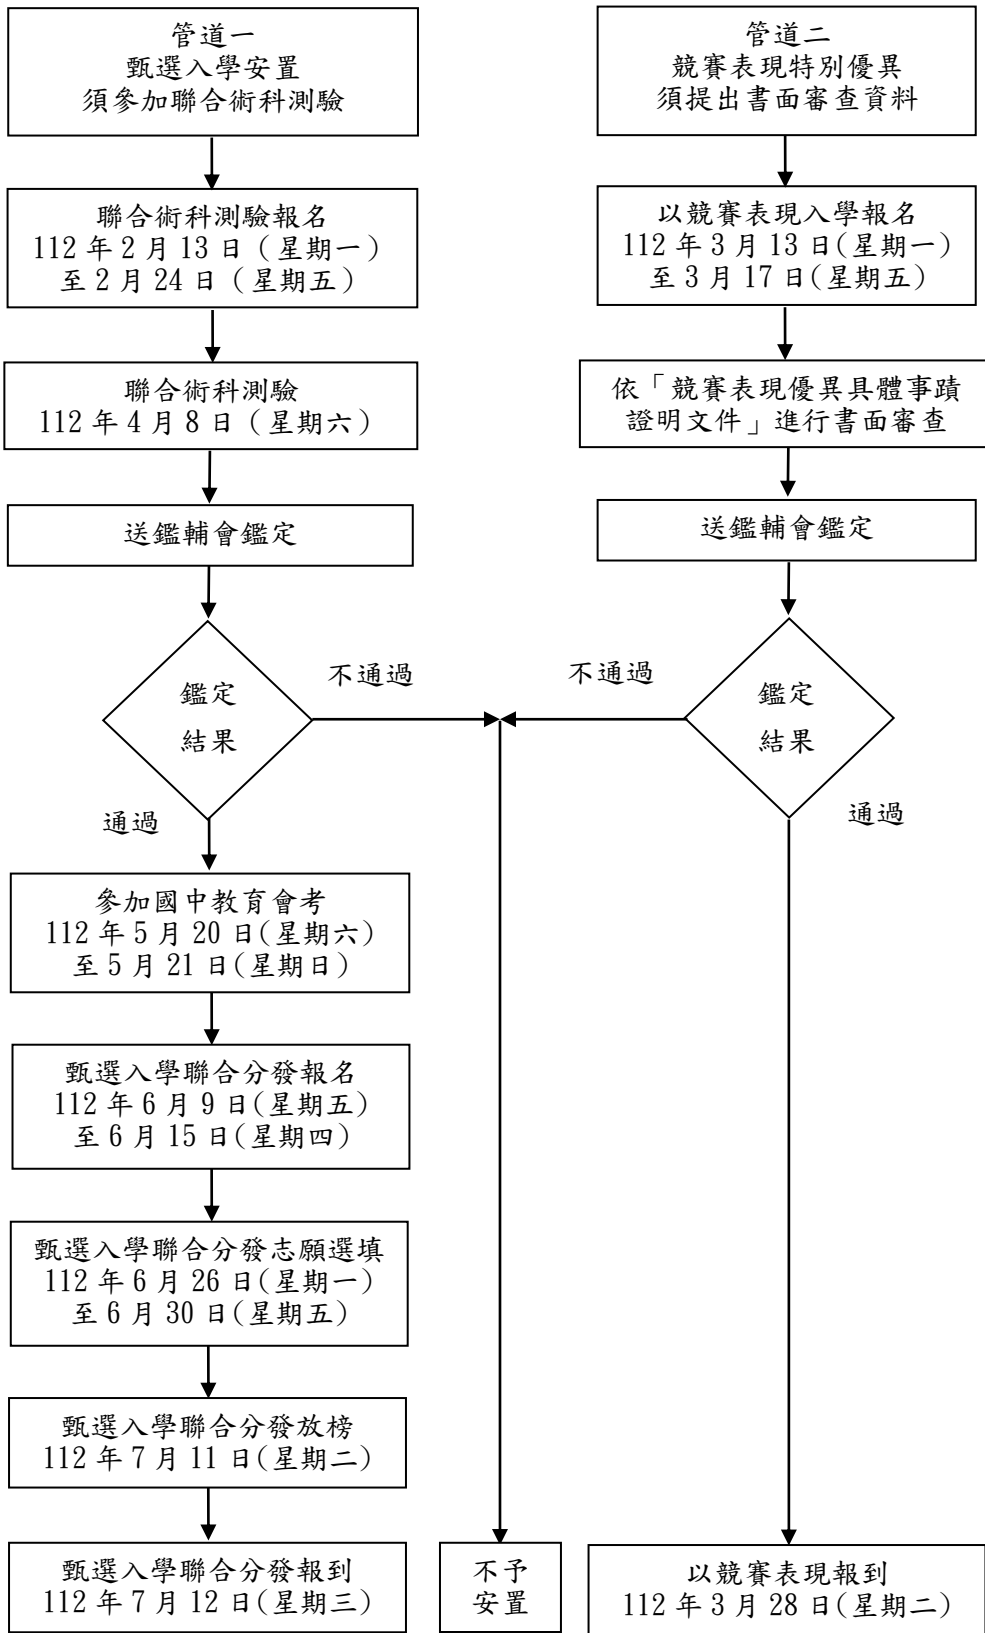 管道一
甄選入學安置
須參加聯合術科測驗
聯合術科測驗報名
112 年 2 月 13 日（星期一）
至 2 月 24 日（星期五）
聯合術科測驗
112 年 4 月 8 日（星期六）
送鑑輔會鑑定
鑑定
結果
不通過
通過
參加國中教育會考
112 年 5 月 20 日(星期六)
至 5 月 21 日(星期日)
甄選入學聯合分發報名
112 年 6 月 9 日(星期五)
至 6 月 15 日(星期四)
甄選入學聯合分發志願選填
112 年 6 月 26 日(星期一)
至 6 月 30 日(星期五)
甄選入學聯合分發放榜
112 年 7 月 11 日(星期二)
甄選入學聯合分發報到
112 年 7 月 12 日(星期三)
管道二
競賽表現特別優異
須提出書面審查資料
以競賽表現入學報名
112 年 3 月 13 日(星期一)
至 3 月 17 日(星期五)
依「競賽表現優異具體事蹟
證明文件」進行書面審查
送鑑輔會鑑定
鑑定
結果
不通過
通過
不予
安置
以競賽表現報到
112 年 3 月 28 日(星期二)